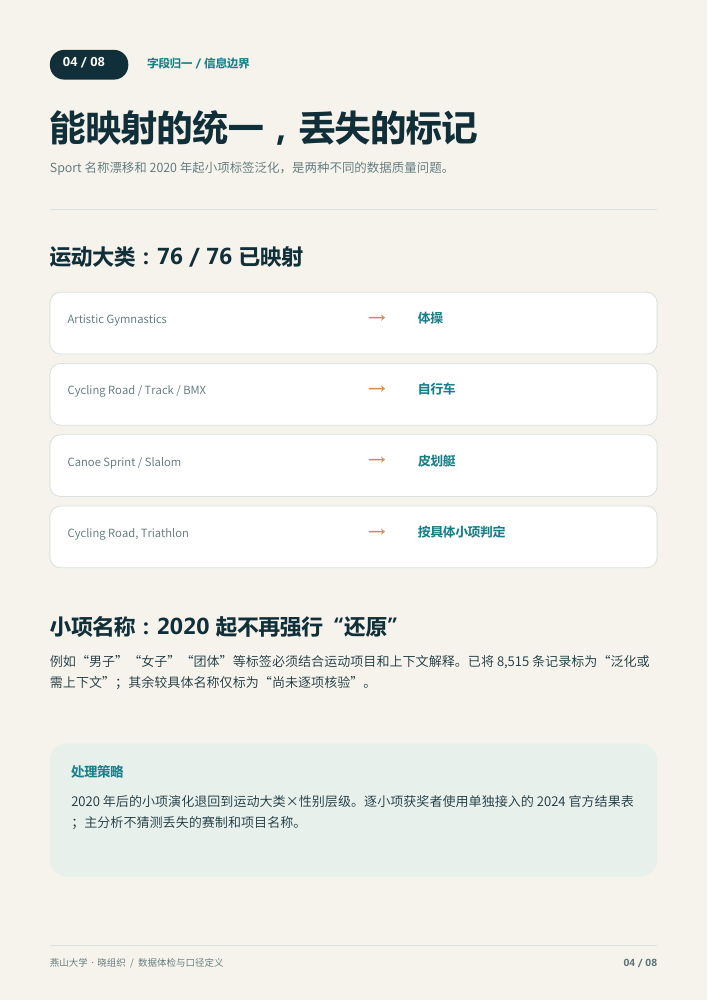 04 / 08
字段归一 / 信息边界
能映射的统一，丢失的标记
Sport 名称漂移和 2020 年起小项标签泛化，是两种不同的数据质量问题。
运动大类：76 / 76 已映射
Artistic Gymnastics → 体操
Cycling Road / Track / BMX → 自行车
Canoe Sprint / Slalom → 皮划艇
Cycling Road, Triathlon → 按具体小项判定
小项名称：2020 起不再强行“还原”
例如“男子”“女子”“团体”等标签必须结合运动项目和上下文解释。已将 8,515 条记录标为“泛化或
需上下文”；其余较具体名称仅标为“尚未逐项核验”。
处理策略
2020 年后的小项演化退回到运动大类×性别层级。逐小项获奖者使用单独接入的 2024 官方结果表
；主分析不猜测丢失的赛制和项目名称。
燕山大学 · 晓组织 / 数据体检与口径定义
04 / 08